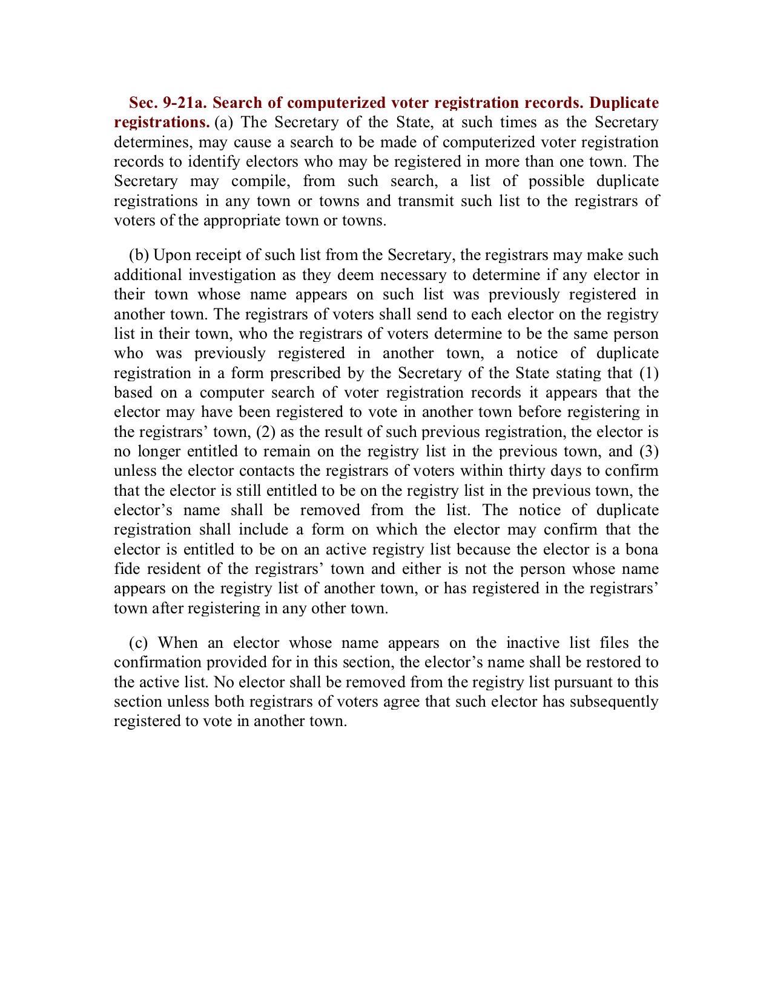 Sec. 9-21a. Search of computerized voter registration records. Duplicate
registrations. (a) The Secretary of the State, at such times as the Secretary
determines, may cause a search to be made of computerized voter registration
records to identify electors who may be registered in more than one town. The
Secretary may compile, from such search, a list of possible duplicate
registrations in any town or towns and transmit such list to the registrars of
voters of the appropriate town or towns.
(b) Upon receipt of such list from the Secretary, the registrars may make such
additional investigation as they deem necessary to determine if any elector in
their town whose name appears on such list was previously registered in
another town. The registrars of voters shall send to each elector on the registry
list in their town, who the registrars of voters determine to be the same person
who was previously registered in another town, a notice of duplicate
registration in a form prescribed by the Secretary of the State stating that (1)
based on a computer search of voter registration records it appears that the
elector may have been registered to vote in another town before registering in
the registrars’ town, (2) as the result of such previous registration, the elector is
no longer entitled to remain on the registry list in the previous town, and (3)
unless the elector contacts the registrars of voters within thirty days to confirm
that the elector is still entitled to be on the registry list in the previous town, the
elector’s name shall be removed from the list. The notice of duplicate
registration shall include a form on which the elector may confirm that the
elector is entitled to be on an active registry list because the elector is a bona
fide resident of the registrars’ town and either is not the person whose name
appears on the registry list of another town, or has registered in the registrars’
town after registering in any other town.
(c) When an elector whose name appears on the inactive list files the
confirmation provided for in this section, the elector’s name shall be restored to
the active list. No elector shall be removed from the registry list pursuant to this
section unless both registrars of voters agree that such elector has subsequently
registered to vote in another town.